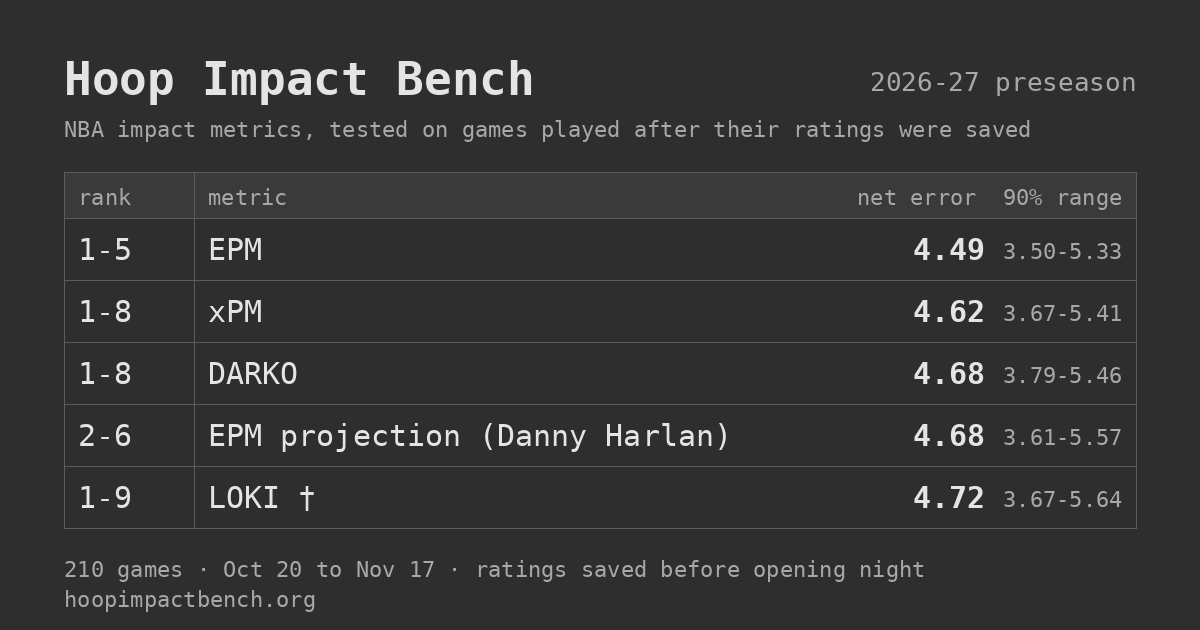 Hoop Impact Bench 2026-27 preseason
NBA impact metrics, tested on games played after their ratings were saved
rank metric net error 90% range
1-5 EPM 4.49 3.50-5.33
1-8 xPM 4.62 3.67-5.41
1-8 DARKO 4.68 3.79-5.46
2-6 EPM projection (Danny Harlan) 4.68 3.61-5.57
1-9 LOKI † 4.72 3.67-5.64
210 games · Oct 20 to Nov 17 · ratings saved before opening night
hoopimpactbench.org